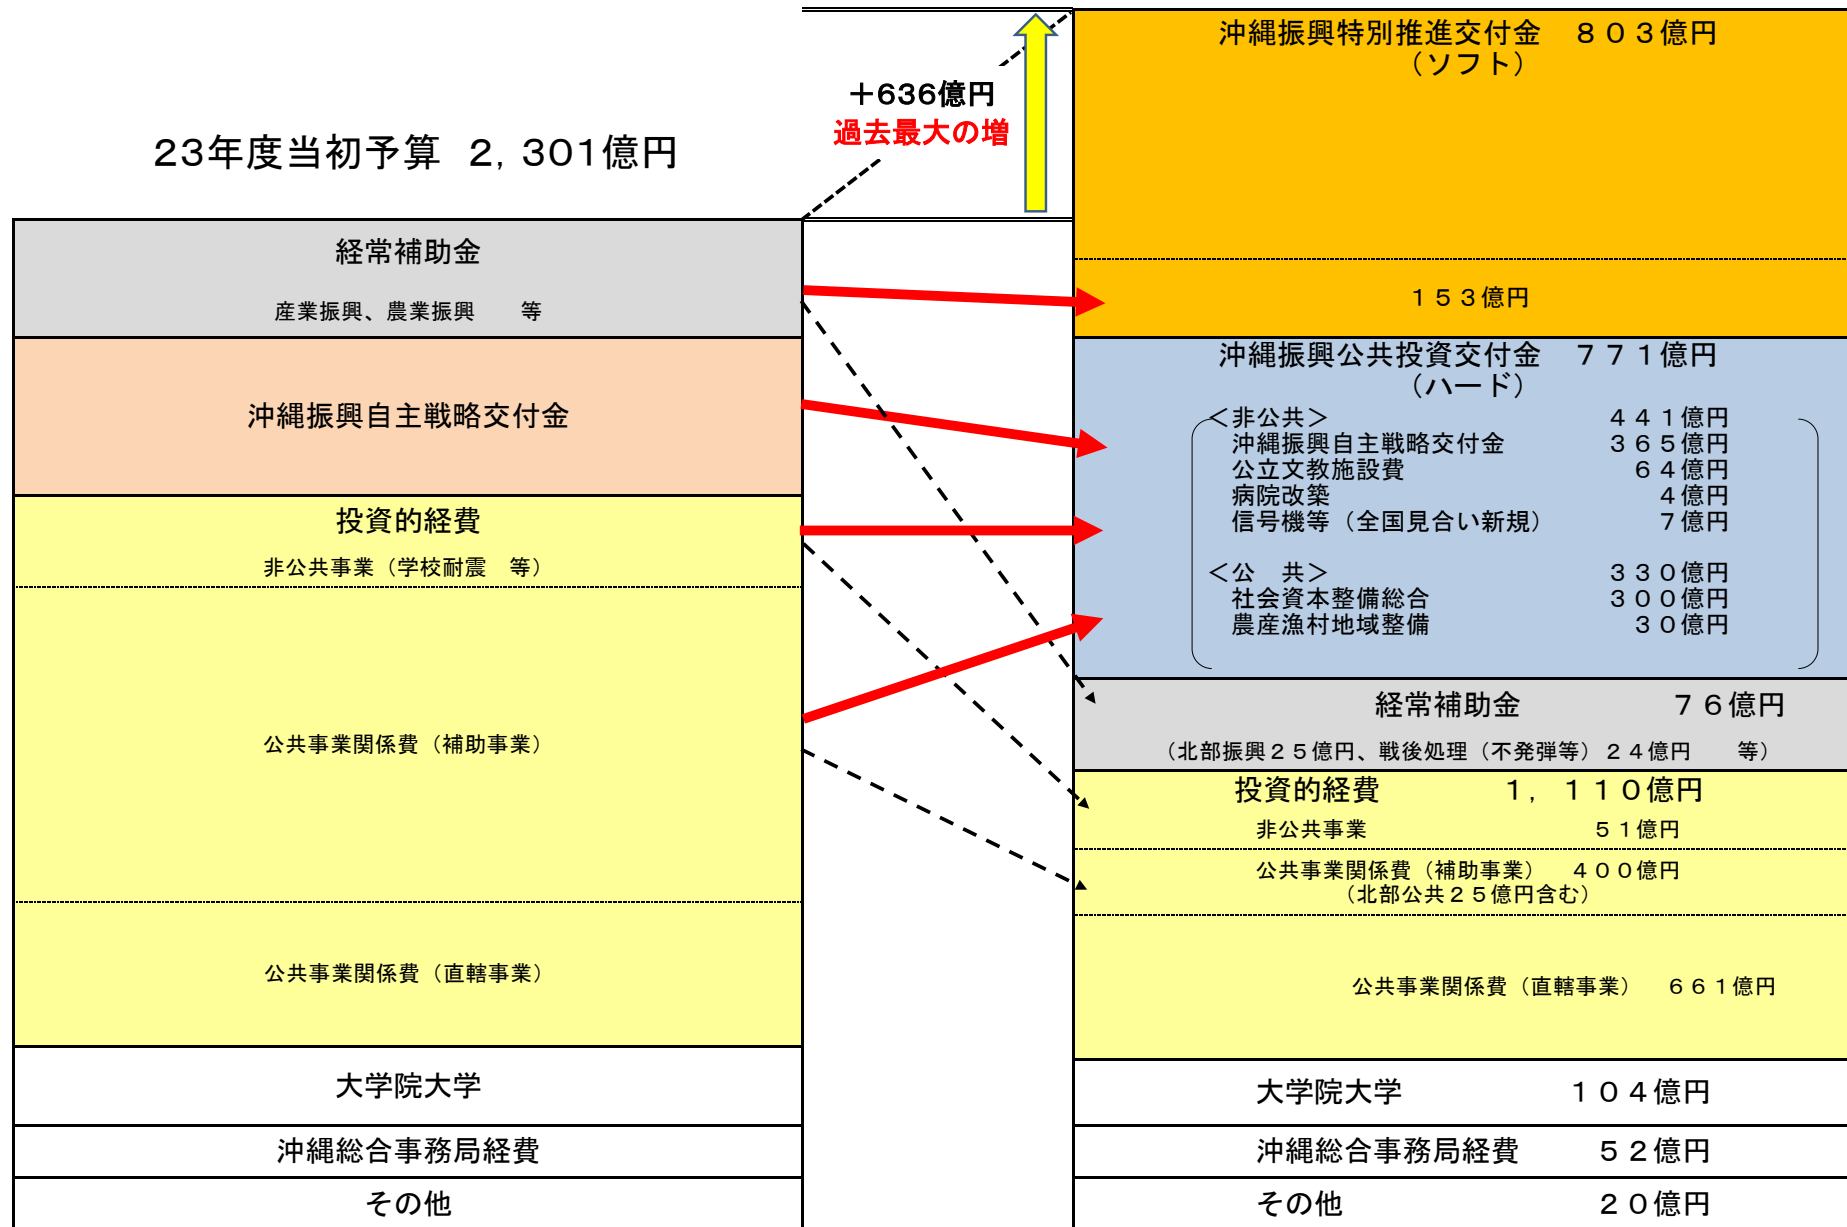 23年度当初予算 2,301億円
経常補助金
産業振興、農業振興 等
沖縄振興自主戦略交付金
投資的経費
非公共事業（学校耐震 等）
公共事業関係費（補助事業）
公共事業関係費（直轄事業）
大学院大学
沖縄総合事務局経費
その他
＋636億円
過去最大の増
沖縄振興特別推進交付金 ８０３億円
（ソフト）
１５３億円
沖縄振興公共投資交付金 ７７１億円
（ハード）
＜非公共＞ ４４１億円
沖縄振興自主戦略交付金 ３６５億円
公立文教施設費 ６４億円
病院改築 ４億円
信号機等（全国見合い新規） ７億円
＜公 共＞ ３３０億円
社会資本整備総合 ３００億円
農産漁村地域整備 ３０億円
経常補助金 ７６億円
（北部振興２５億円、戦後処理（不発弾等）２４億円 等）
投資的経費 １，１１０億円
非公共事業 ５１億円
公共事業関係費（補助事業） ４００億円
（北部公共２５億円含む）
公共事業関係費（直轄事業） ６６１億円
大学院大学 １０４億円
沖縄総合事務局経費 ５２億円
その他 ２０億円